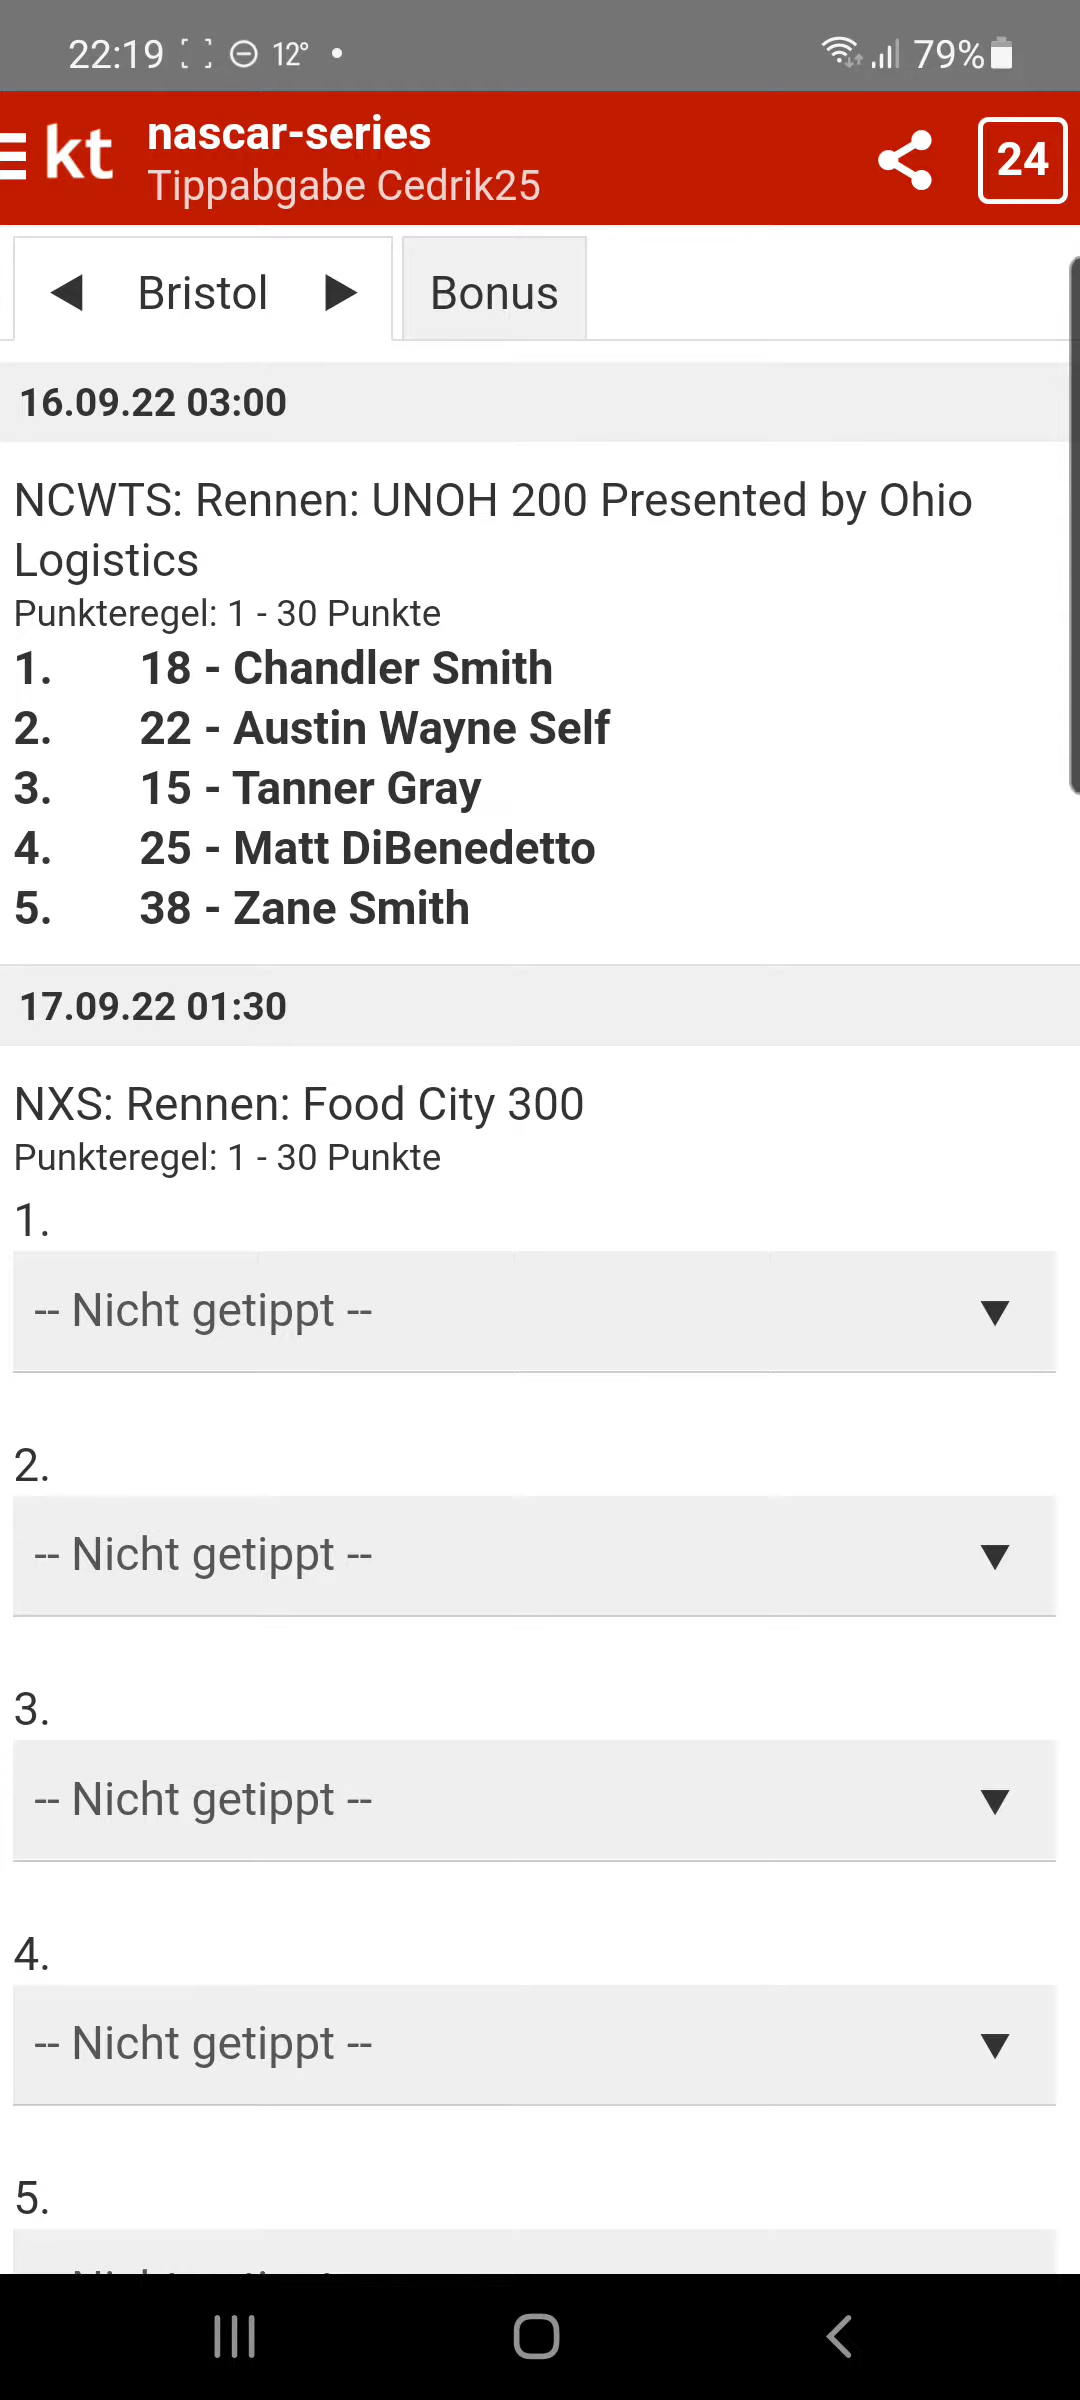 22:19 12° 79%
kt nascar-series 24
Tippabgabe Cedrik25
Bristol Bonus
16.09.22 03:00
NCWTS: Rennen: UNOH 200 Presented by Ohio
Logistics
Punkteregel: 1 - 30 Punkte
1. 18 - Chandler Smith
2. 22 - Austin Wayne Self
3. 15 - Tanner Gray
4. 25 - Matt DiBenedetto
5. 38 - Zane Smith
17.09.22 01:30
NXS: Rennen: Food City 300
Punkteregel: 1 - 30 Punkte
1.
-- Nicht getippt --
2.
-- Nicht getippt --
3.
-- Nicht getippt --
4.
-- Nicht getippt --
5.